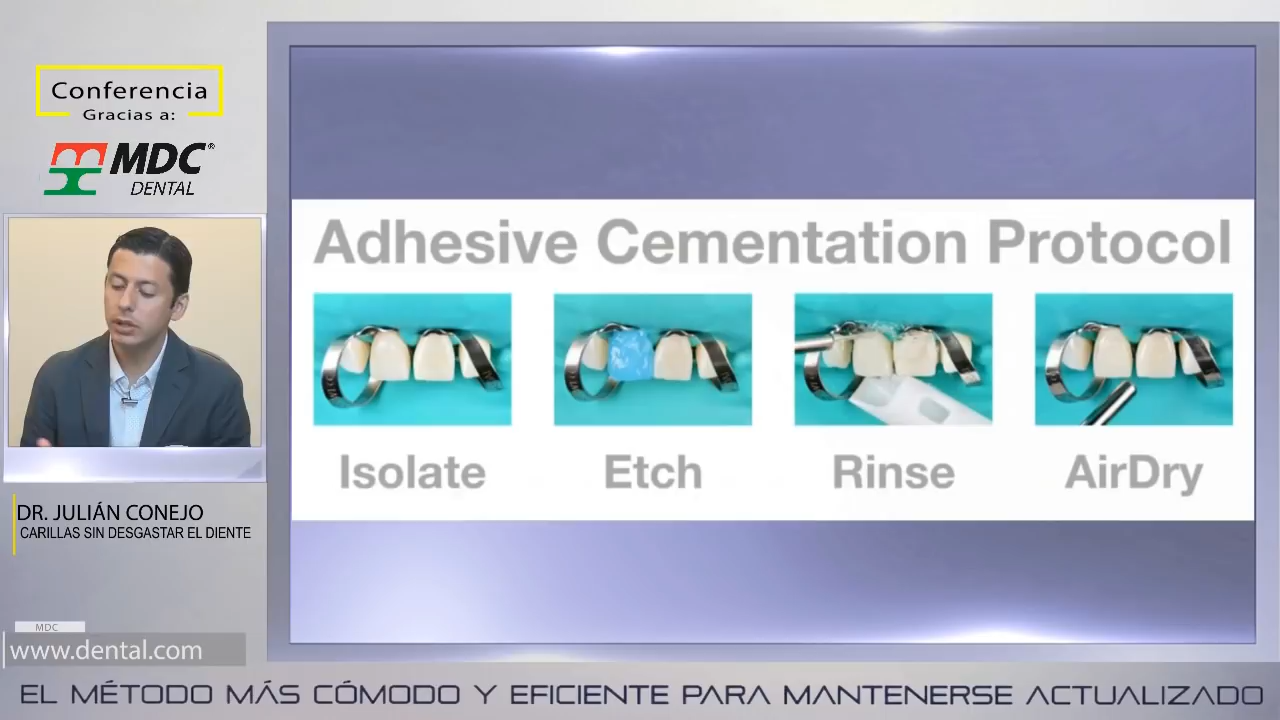 Conferencia
Gracias a:
MDC®
DENTAL
DR. JULIÁN CONEJO
CARILLAS SIN DESGASTAR EL DIENTE
MDC
www.dental.com
Adhesive Cementation Protocol
Isolate
Etch
Rinse
AirDry
EL MÉTODO MÁS CÓMODO Y EFICIENTE PARA MANTENERSE ACTUALIZADO